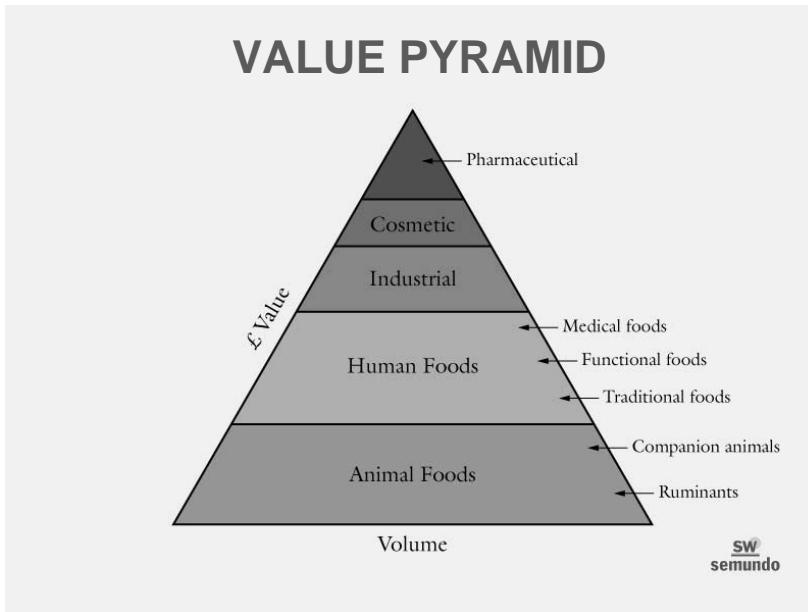 VALUE PYRAMID
Pharmaceutical
Cosmetic
Industrial
£ Value
Medical foods
Functional foods
Human Foods
Traditional foods
Companion animals
Animal Foods
Ruminants
Volume
sw
semundo